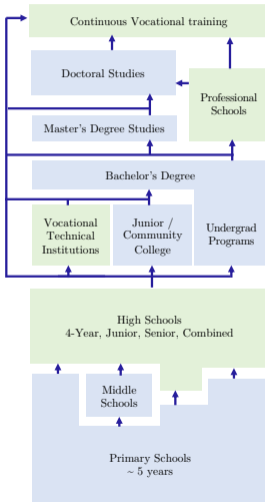 Continuous Vocational training
Doctoral Studies
Professional
Schools
Master's Degree Studies
Bachelor's Degree
Vocational
Technical
Institutions
Junior /
Community
College
Undergrad
Programs
High Schools
4-Year, Junior, Senior, Combined
Middle
Schools
Primary Schools
~ 5 years